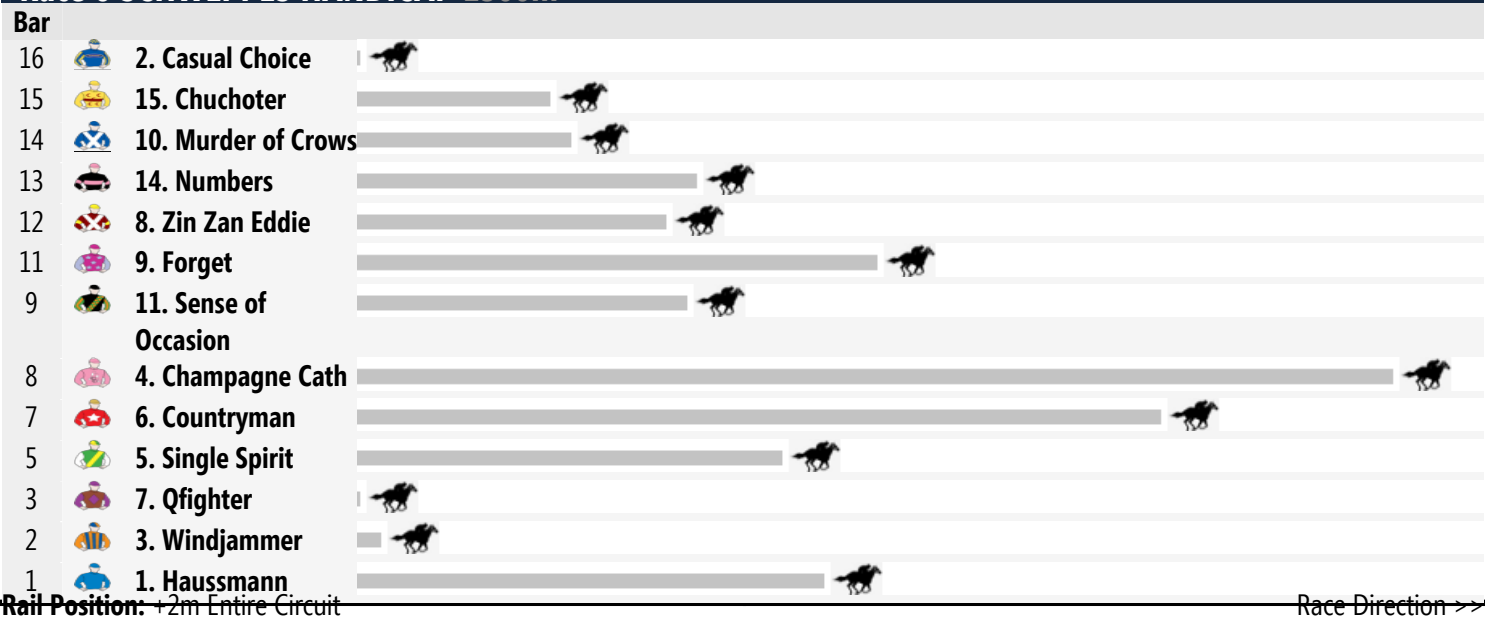 Bar
16 2. Casual Choice
15 15. Chuchoter
14 10. Murder of Crows
13 14. Numbers
12 8. Zin Zan Eddie
11 9. Forget
9 11. Sense of
Occasion
8 4. Champagne Cath
7 6. Countryman
5 5. Single Spirit
3 7. Qfighter
2 3. Windjammer
1 1. Haussmann
Rail Position: +2m Entire Circuit Race Direction >>